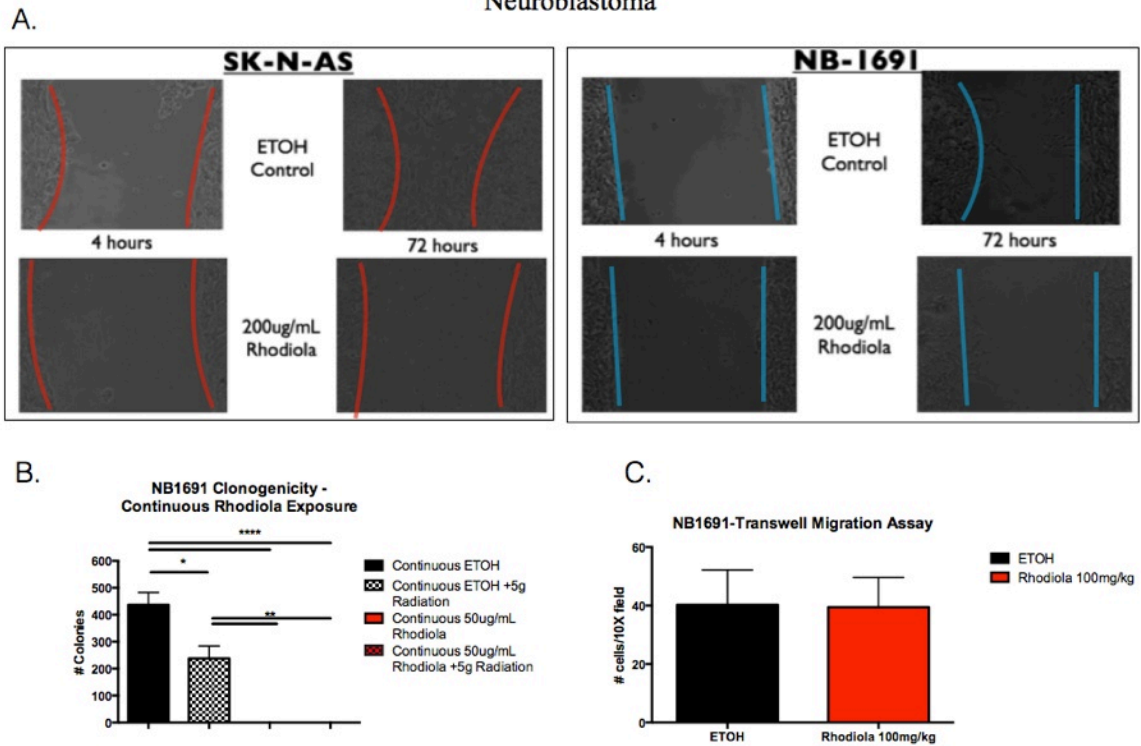 Neuroblastoma
A.
SK-N-AS
ETOH
Control
4 hours
72 hours
200ug/mL
Rhodiola
NB-1691
ETOH
Control
4 hours
72 hours
200ug/mL
Rhodiola
B.
NB1691 Clonogenicity -
Continuous Rhodiola Exposure
****
*
**
# Colonies
600
500
400
300
200
100
0
Continuous ETOH
Continuous ETOH +5g
Radiation
Continuous 50ug/mL
Rhodiola
Continuous 50ug/mL
Rhodiola +5g Radiation
C.
NB1691-Transwell Migration Assay
# cells/10X field
60
40
20
0
ETOH
Rhodiola 100mg/kg
ETOH
Rhodiola 100mg/kg